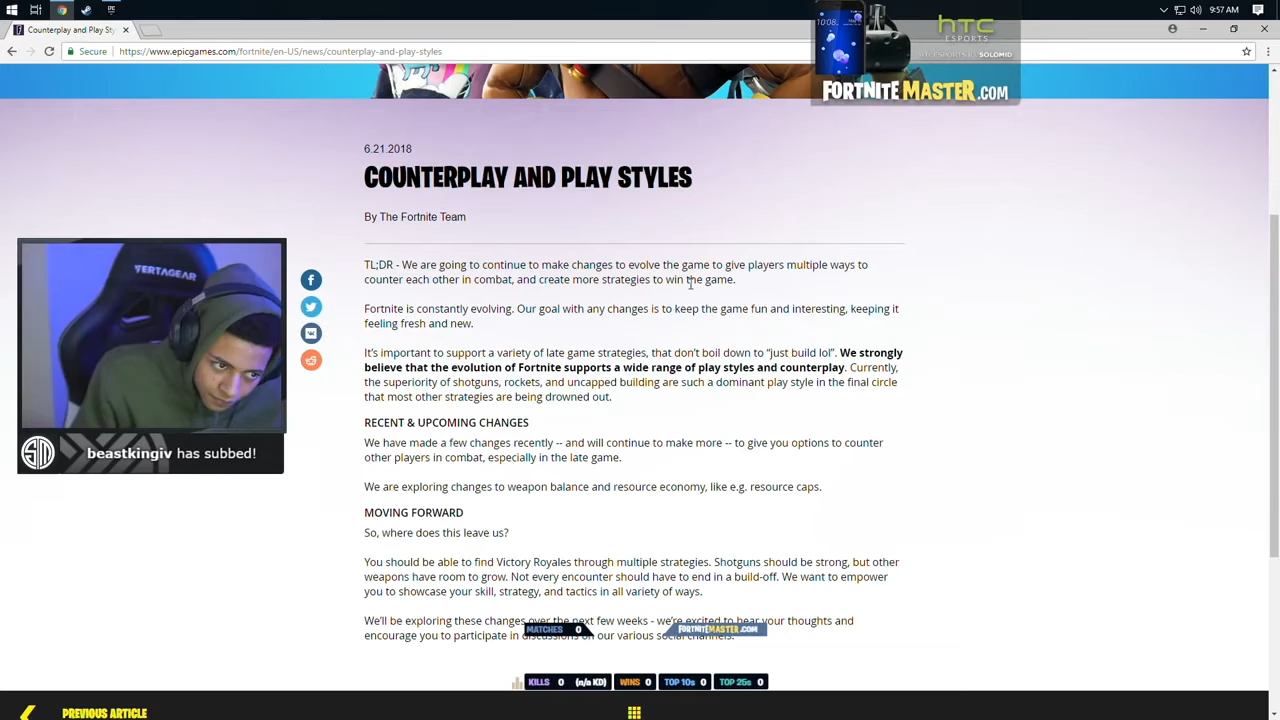 9:57 AM
Counterplay and Play Sty
Secure
https://www.epicgames.com/fortnite/en-US/news/counterplay-and-play-styles
10:08
htc
ESPORTS
SOLOMID
FORTNITEMASTER.COM
6.21.2018
COUNTERPLAY AND PLAY STYLES
By The Fortnite Team
TL;DR - We are going to continue to make changes to evolve the game to give players multiple ways to
counter each other in combat, and create more strategies to win the game.
Fortnite is constantly evolving. Our goal with any changes is to keep the game fun and interesting, keeping it
feeling fresh and new.
It's important to support a variety of late game strategies, that don't boil down to “just build lol”. We strongly
believe that the evolution of Fortnite supports a wide range of play styles and counterplay. Currently,
the superiority of shotguns, rockets, and uncapped building are such a dominant play style in the final circle
that most other strategies are being drowned out.
VERTAGEAR
TSM
beastkingiv has subbed!
RECENT & UPCOMING CHANGES
We have made a few changes recently -- and will continue to make more -- to give you options to counter
other players in combat, especially in the late game.
We are exploring changes to weapon balance and resource economy, like e.g. resource caps.
MOVING FORWARD
So, where does this leave us?
You should be able to find Victory Royales through multiple strategies. Shotguns should be strong, but other
weapons have room to grow. Not every encounter should have to end in a build-off. We want to empower
you to showcase your skill, strategy, and tactics in all variety of ways.
We'll be exploring these changes over the next few weeks - we're excited to hear your thoughts and
encourage you to participate in discussions on our various social channels.
MATCHES 0
FORTNITEMASTER.COM
KILLS 0 (n/a KD) WINS 0 TOP 10s 0 TOP 25s 0
PREVIOUS ARTICLE